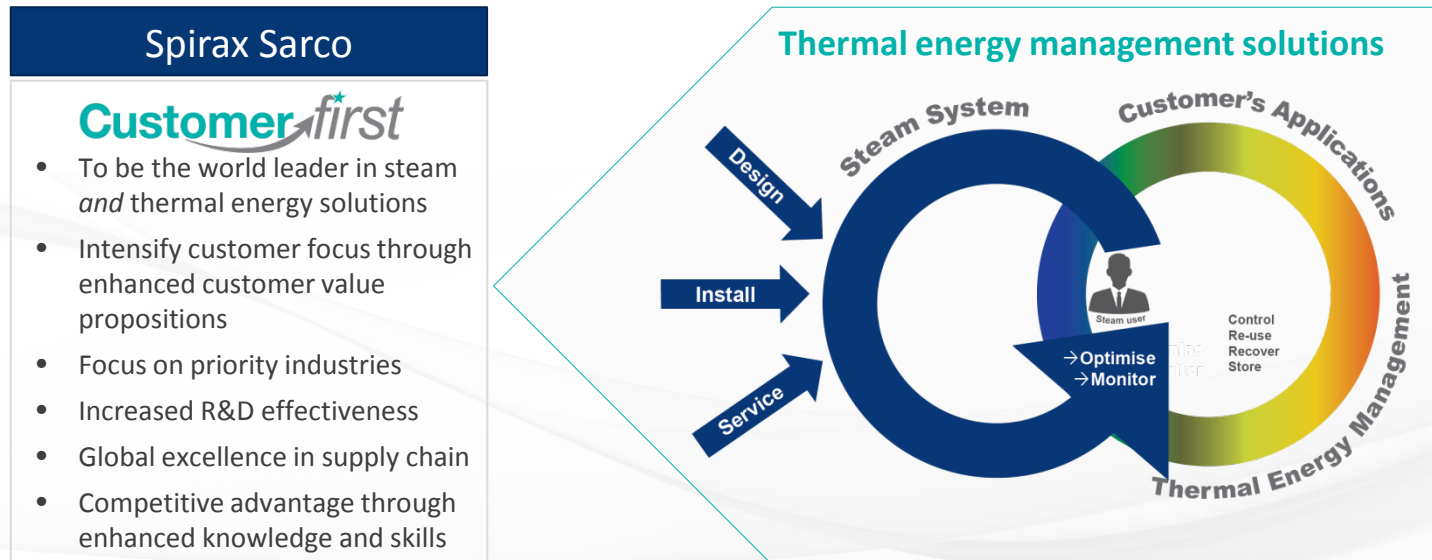 Spirax Sarco
Customer first
• To be the world leader in steam
and thermal energy solutions
• Intensify customer focus through
enhanced customer value
propositions
• Focus on priority industries
• Increased R&D effectiveness
• Global excellence in supply chain
• Competitive advantage through
enhanced knowledge and skills
Thermal energy management solutions
Steam System
Customer's Applications
Design
Install
Service
Steam user
→Optimise
→Monitor
Control
Re-use
Recover
Store
Thermal Energy Management